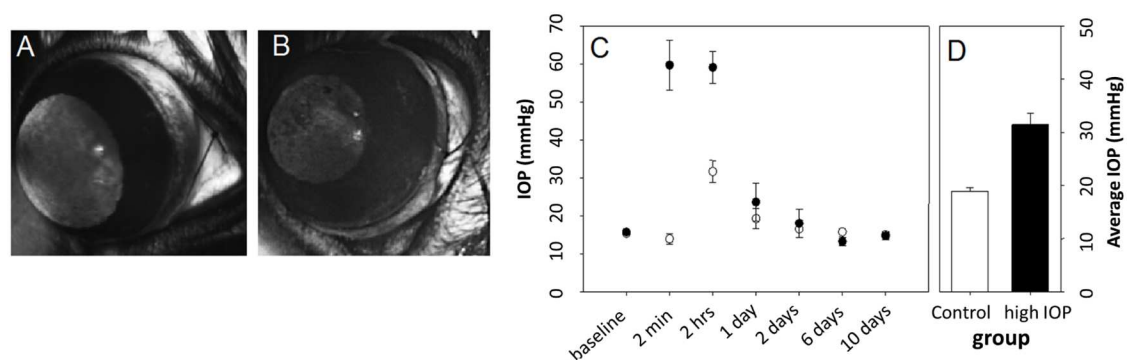 A
B
C
D
IOP (mmHg)
70
60
50
40
30
20
10
0
baseline
2 min
2 hrs
1 day
2 days
6 days
10 days
50
40
30
20
10
0
Average IOP (mmHg)
Control
high IOP
group